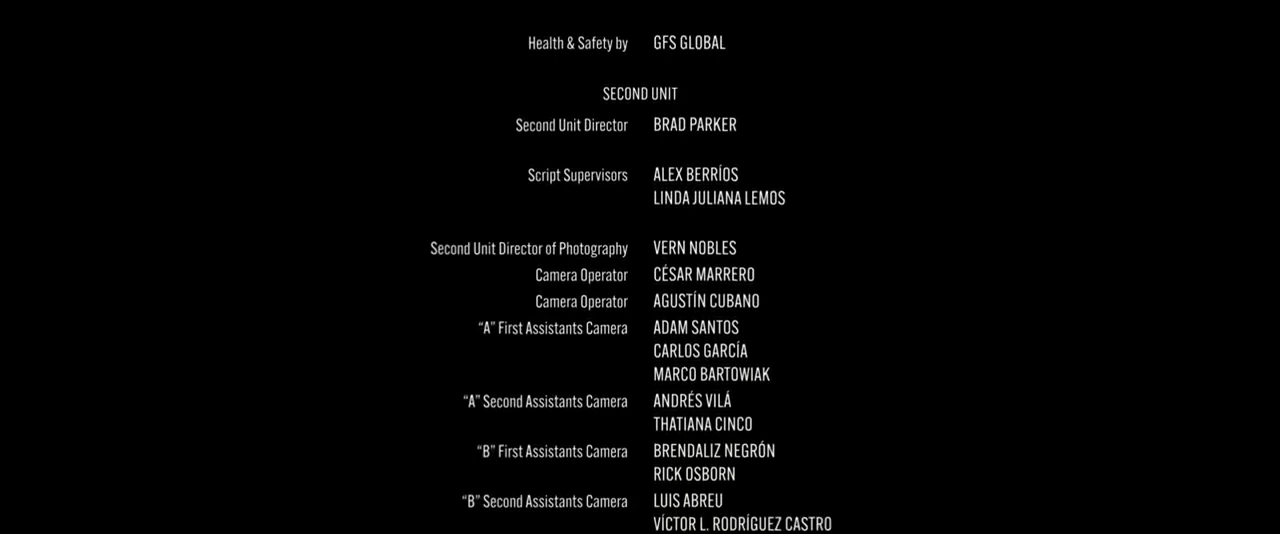 Health & Safety by GFS GLOBAL
SECOND UNIT
Second Unit Director BRAD PARKER
Script Supervisors ALEX BERRÍOS
LINDA JULIANA LEMOS
Second Unit Director of Photography VERN NOBLES
Camera Operator CÉSAR MARRERO
Camera Operator AGUSTÍN CUBANO
“A” First Assistants Camera ADAM SANTOS
CARLOS GARCÍA
MARCO BARTOWIAK
“A” Second Assistants Camera ANDRÉS VILÁ
THATIANA CINCO
“B” First Assistants Camera BRENDALIZ NEGRÓN
RICK OSBORN
“B” Second Assistants Camera LUIS ABREU
VÍCTOR L. RODRÍGUEZ CASTRO